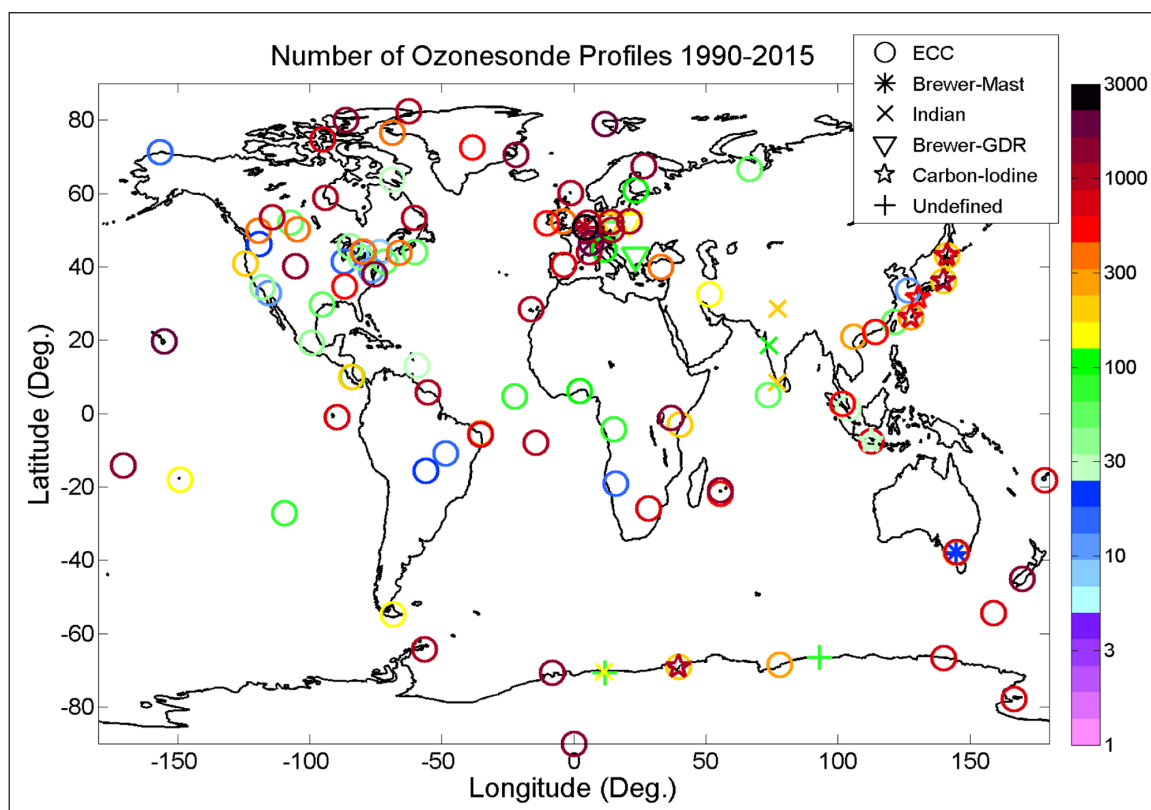 Number of Ozonesonde Profiles 1990-2015
ECC
Brewer-Mast
Indian
Brewer-GDR
Carbon-Iodine
Undefined
3000
1000
300
100
30
10
3
1
80
60
40
20
0
-20
-40
-60
-80
Latitude (Deg.)
-150
-100
-50
0
50
100
150
Longitude (Deg.)